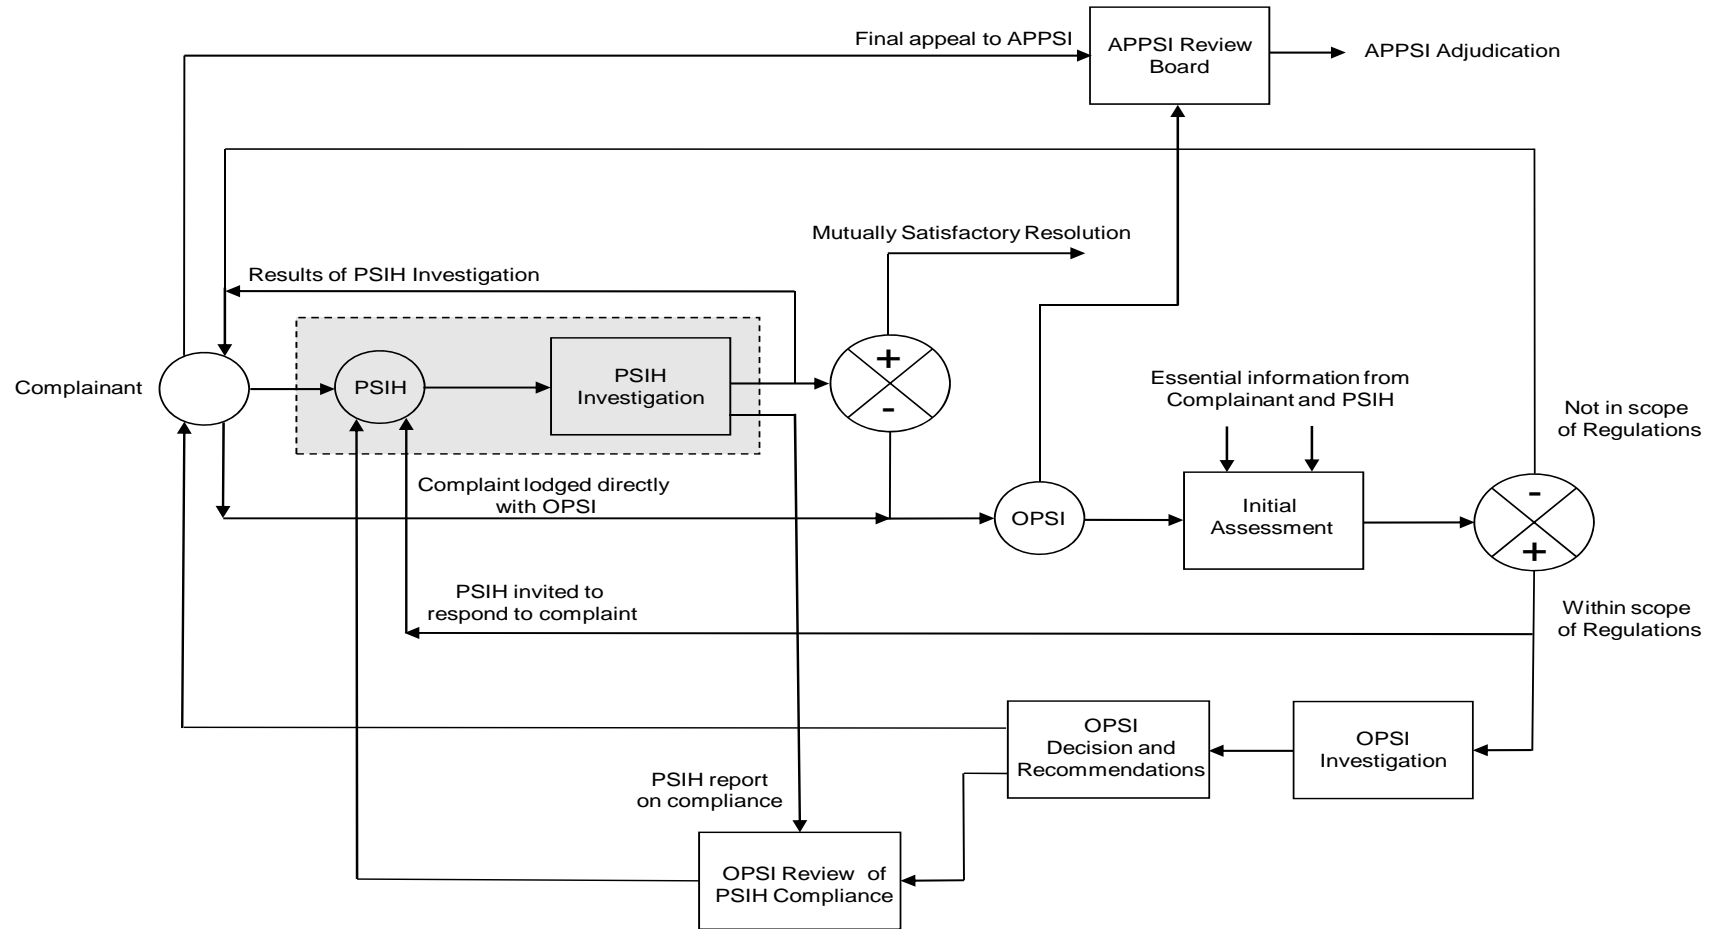 Final appeal to APPSI
APPSI Review
Board
APPSI Adjudication
Mutually Satisfactory Resolution
Results of PSIH Investigation
Complainant
PSIH
PSIH
Investigation
+
-
Essential information from
Complainant and PSIH
Not in scope
of Regulations
Complaint lodged directly
with OPSI
OPSI
Initial
Assessment
-
+
PSIH invited to
respond to complaint
Within scope
of Regulations
OPSI
Decision and
Recommendations
OPSI
Investigation
PSIH report
on compliance
OPSI Review of
PSIH Compliance